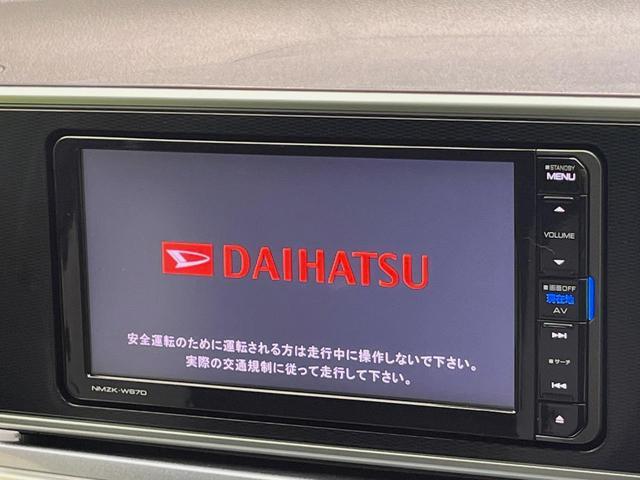 DAIHATSU
安全運転のために運転される方は走行中に操作しないで下さい。
実際の交通規制に従って走行して下さい。
NMZK-W67D
STANDBY
MENU
VOLUME
画面OFF
現在地
AV
サーチ